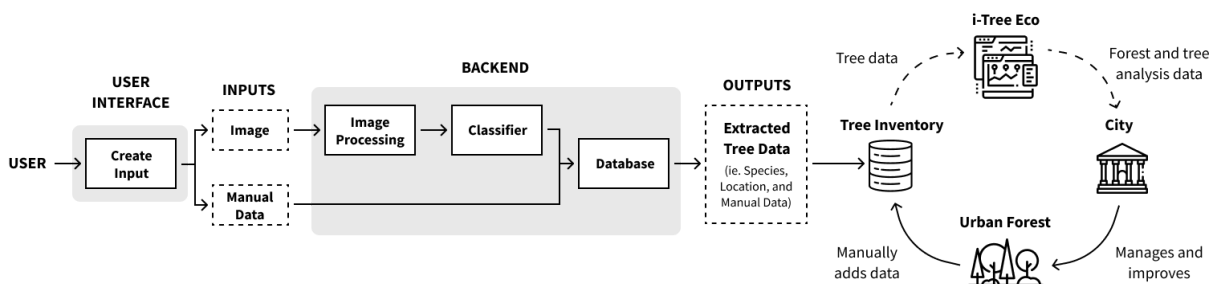 USER
USER
INTERFACE
Create
Input
INPUTS
Image
Manual
Data
BACKEND
Image
Processing
Classifier
Database
OUTPUTS
Extracted
Tree Data
(ie. Species,
Location, and
Manual Data)
Tree Inventory
Tree data
i-Tree Eco
Forest and tree
analysis data
City
Manages and
improves
Urban Forest
Manually
adds data